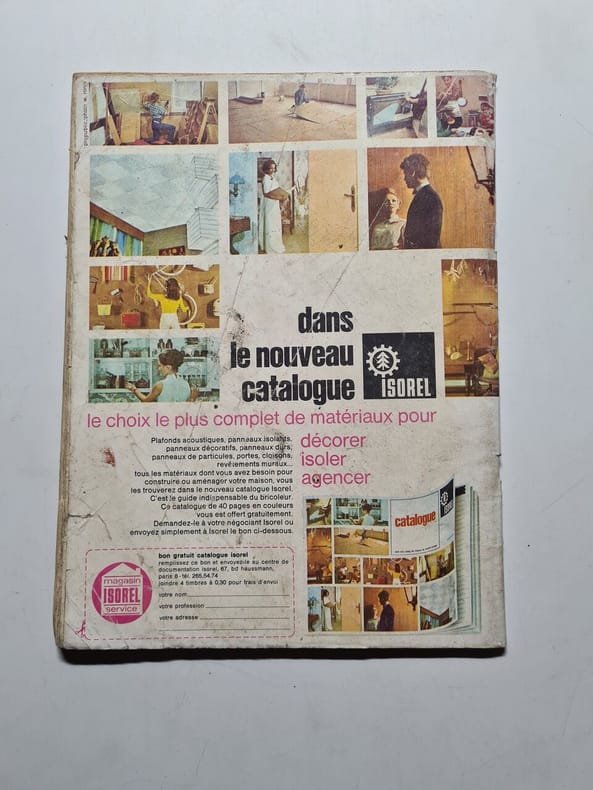 dans
le nouveau
catalogue
ISOREL
le choix le plus complet de matériaux pour
décorer
isoler
agencer
Plafonds acoustiques, panneaux isolants,
panneaux décoratifs, panneaux durs,
panneaux de particules, portes, cloisons,
revêtements muraux...
tous les matériaux dont vous avez besoin pour
construire ou aménager votre maison, vous
les trouverez dans le nouveau catalogue Isorel.
C'est le guide indispensable du bricoleur.
Ce catalogue de 40 pages en couleurs
vous est offert gratuitement.
Demandez-le à votre négociant Isorel ou
envoyez simplement à Isorel le bon ci-dessous.
catalogue
ISOREL
magasin
ISOREL
service
bon gratuit catalogue isorel
remplissez ce bon et envoyez-le au centre de
documentation isorel, 67, bd haussmann,
paris 8 - tél. 265.54.74
joindre 4 timbres à 0,30 pour frais d'envoi
votre nom
votre profession
votre adresse